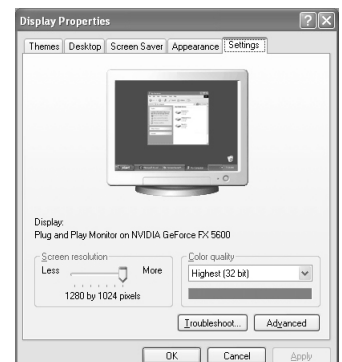 Display Properties
Themes Desktop Screen Saver Appearance Settings
Display:
Plug and Play Monitor on NVIDIA GeForce FX 5600
Screen resolution
Less More
1280 by 1024 pixels
Color quality
Highest (32 bit)
Troubleshoot... Advanced
OK Cancel Apply